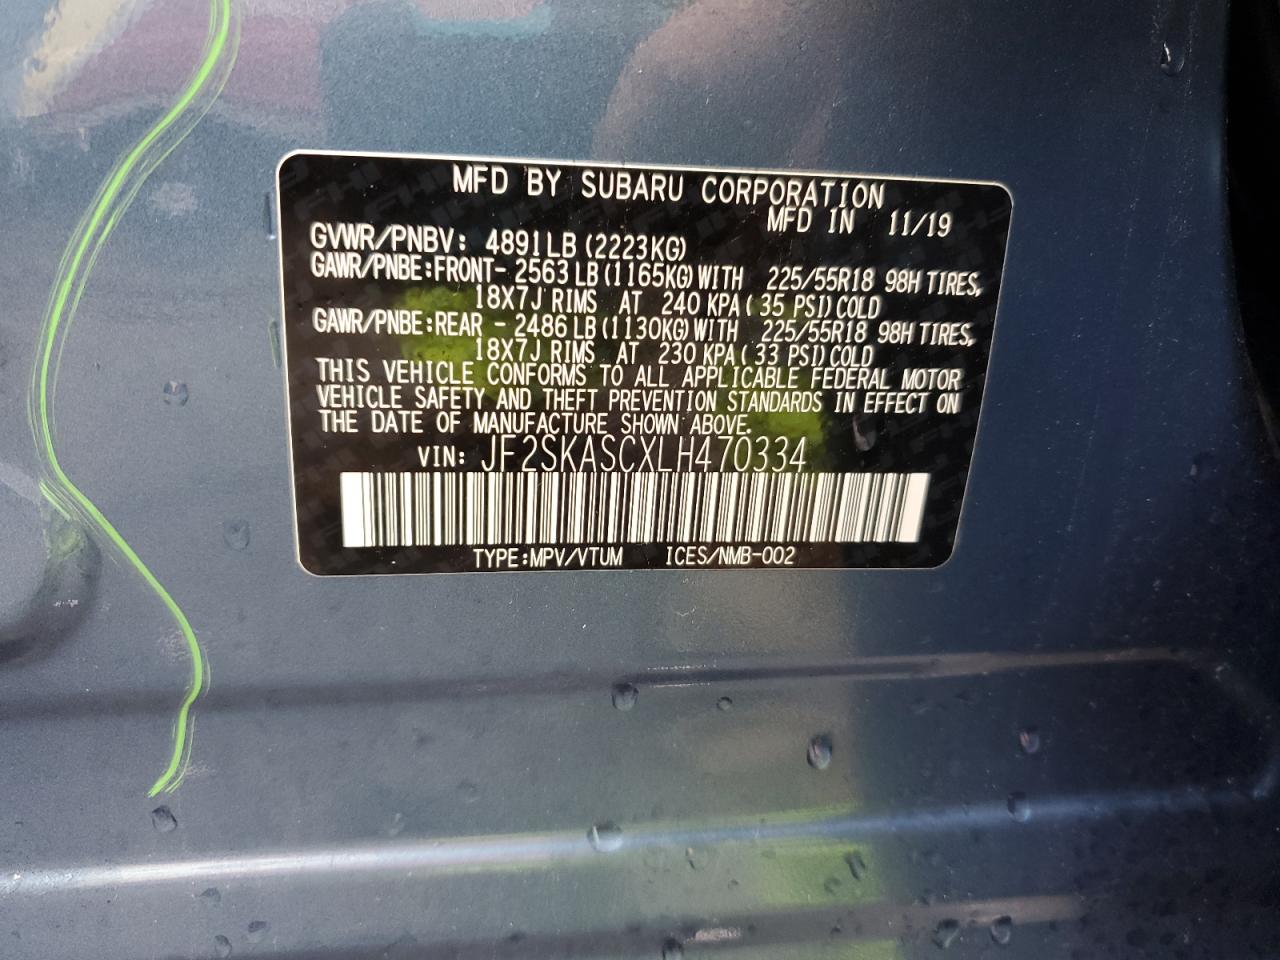 MFD BY SUBARU CORPORATION
MFD IN 11/19
GVWR/PNBV: 4891LB (2223KG)
GAWR/PNBE:FRONT- 2563LB (1165KG) WITH 225/55R18 98H TIRES,
18X7J RIMS AT 240 KPA ( 35 PSI) COLD
GAWR/PNBE:REAR - 2486LB (1130KG) WITH 225/55R18 98H TIRES,
18X7J RIMS AT 230 KPA ( 33 PSI) COLD
THIS VEHICLE CONFORMS TO ALL APPLICABLE FEDERAL MOTOR
VEHICLE SAFETY AND THEFT PREVENTION STANDARDS IN EFFECT ON
THE DATE OF MANUFACTURE SHOWN ABOVE.
VIN: JF2SKASCXLH470334
TYPE:MPV/VTUM ICES/NMB-002